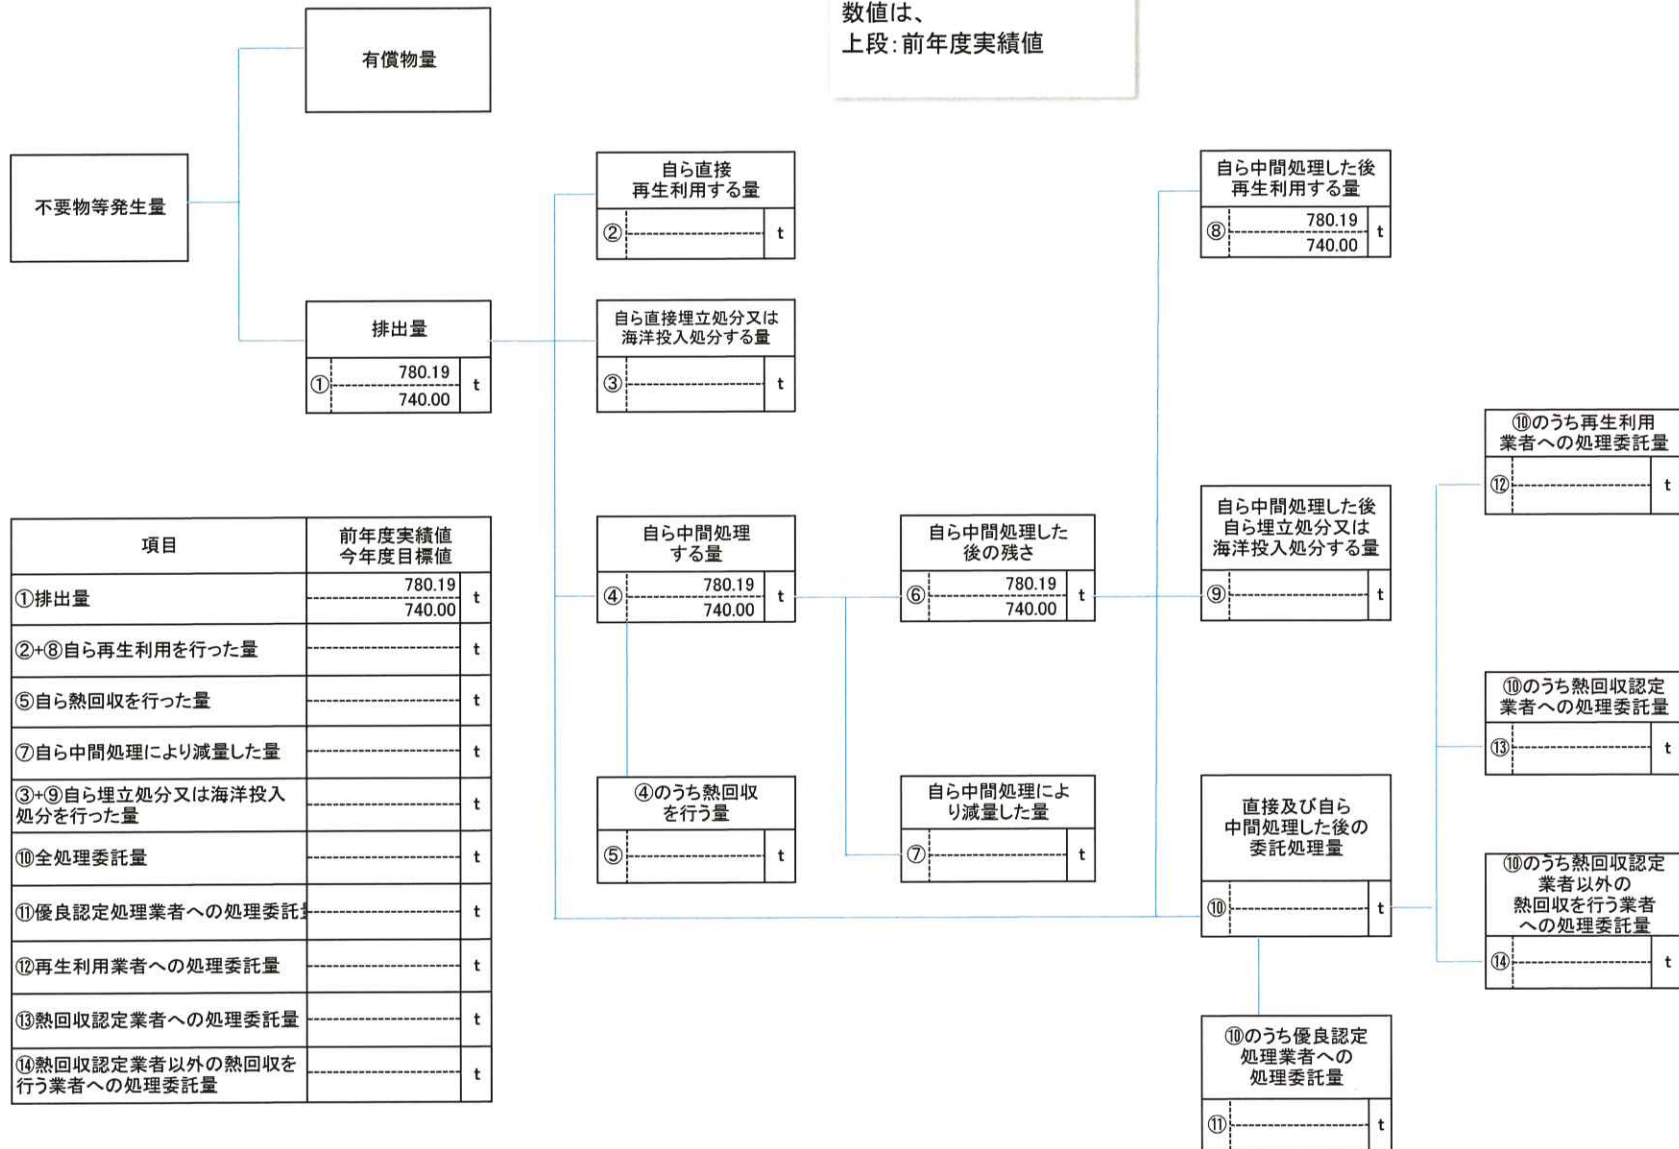 数値は、
上段：前年度実績値
有償物量
不要物等発生量
排出量
①
780.19
740.00
t
自ら直接
再生利用する量
②
t
自ら直接埋立処分又は
海洋投入処分する量
③
t
自ら中間処理
する量
④
780.19
740.00
t
④のうち熱回収
を行う量
⑤
t
自ら中間処理した
後の残さ
⑥
780.19
740.00
t
自ら中間処理によ
り減量した量
⑦
t
自ら中間処理した後
再生利用する量
⑧
780.19
740.00
t
自ら中間処理した後
自ら埋立処分又は
海洋投入処分する量
⑨
t
直接及び自ら
中間処理した後の
委託処理量
⑩
t
⑩のうち優良認定
処理業者への
処理委託量
⑪
t
⑩のうち再生利用
業者への処理委託量
⑫
t
⑩のうち熱回収認定
業者への処理委託量
⑬
t
⑩のうち熱回収認定
業者以外の
熱回収を行う業者
への処理委託量
⑭
t
項目
前年度実績値
今年度目標値
①排出量
780.19
740.00
t
②+⑧自ら再生利用を行った量
t
⑤自ら熱回収を行った量
t
⑦自ら中間処理により減量した量
t
③+⑨自ら埋立処分又は海洋投入
処分を行った量
t
⑩全処理委託量
t
⑪優良認定処理業者への処理委託
t
⑫再生利用業者への処理委託量
t
⑬熱回収認定業者への処理委託量
t
⑭熱回収認定業者以外の熱回収を
行う業者への処理委託量
t